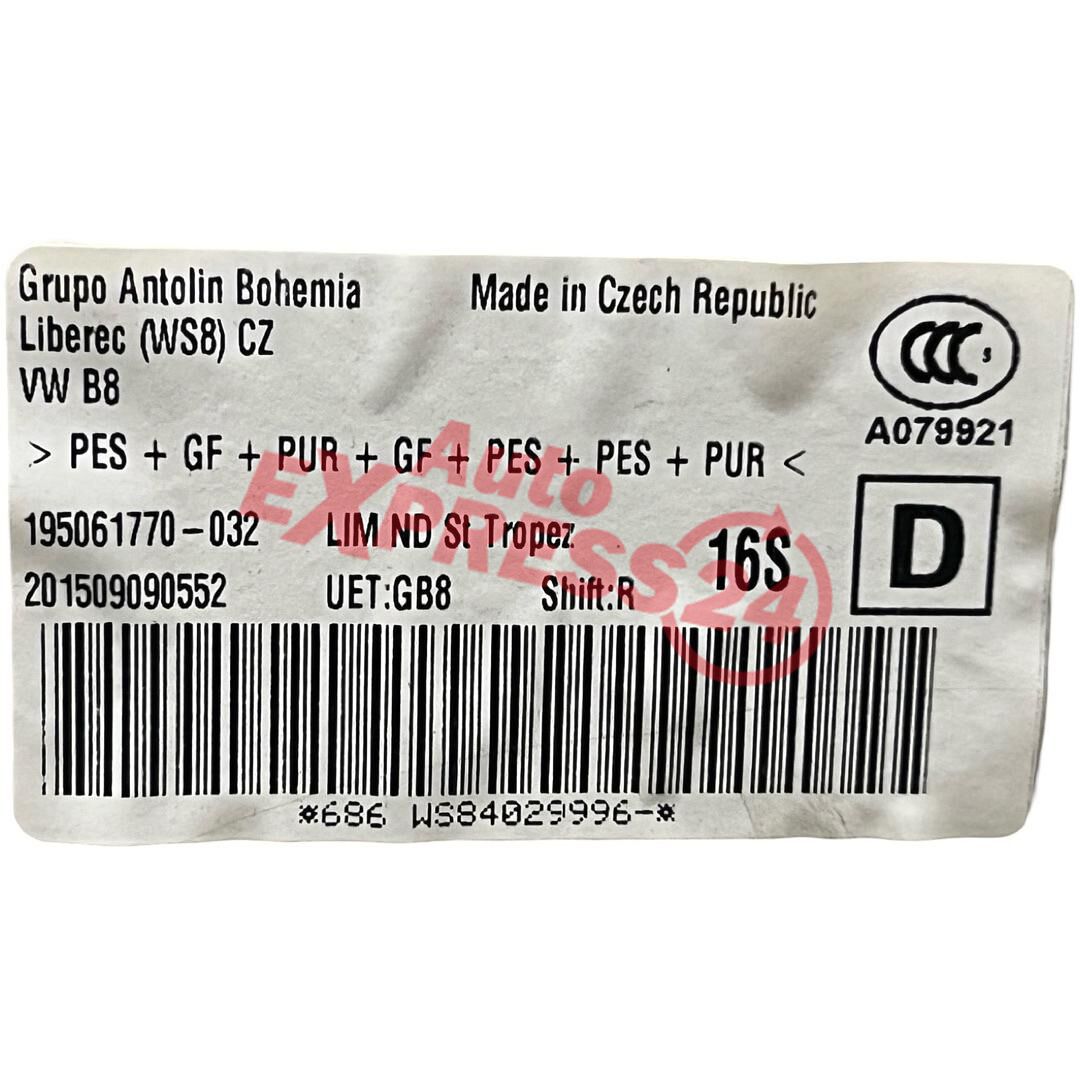 Grupo Antolin Bohemia Made in Czech Republic
Liberec (WS8) CZ
VW B8
CCC S
A079921
> PES + GF + PUR + GF + PES + PES + PUR <
195061770-032 LIM ND St Tropez 16S D
201509090552 UET:GB8 Shift:R
*686 WS84029996-*
Auto
EXPRESS24